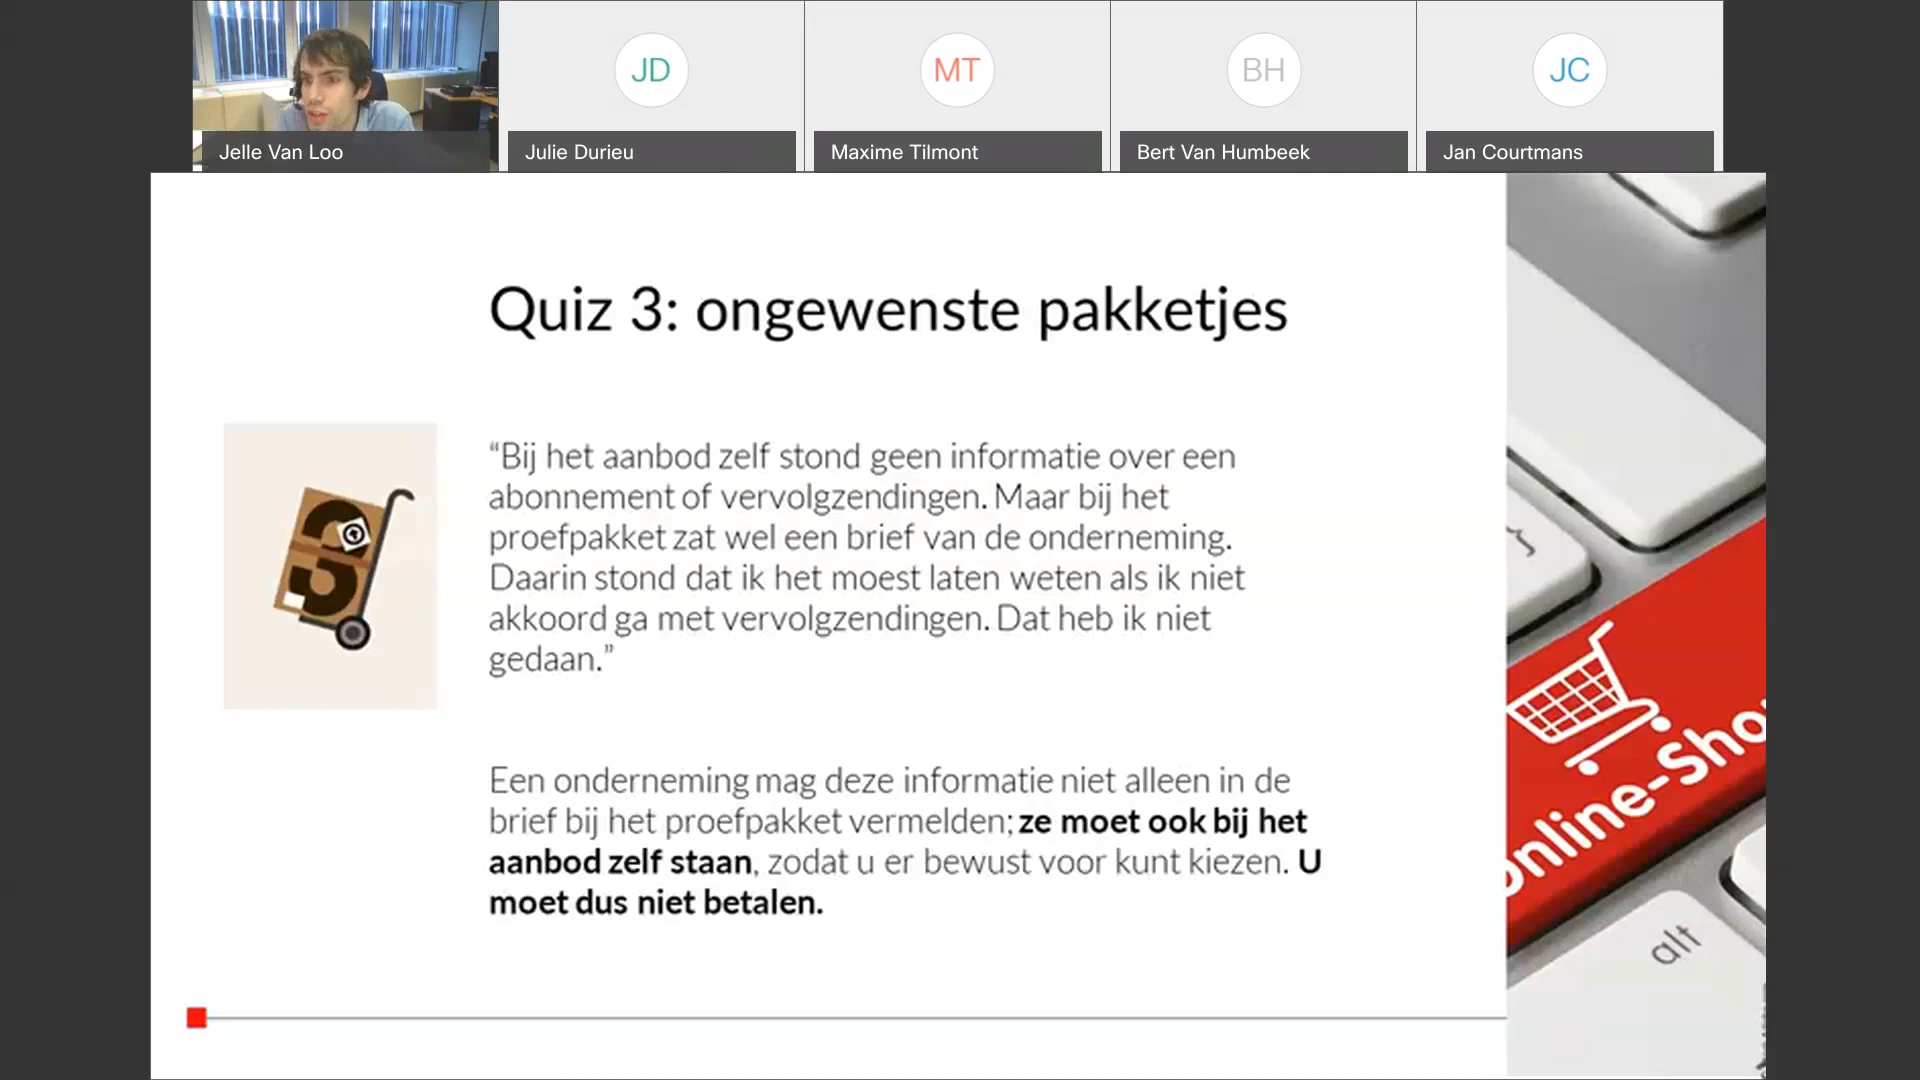 JD
MT
BH
JC
Jelle Van Loo
Julie Durieu
Maxime Tilmont
Bert Van Humbeek
Jan Courtmans
Quiz 3: ongewenste pakketjes
“Bij het aanbod zelf stond geen informatie over een
abonnement of vervolgzendingen. Maar bij het
proefpakket zat wel een brief van de onderneming.
Daarin stond dat ik het moest laten weten als ik niet
akkoord ga met vervolgzendingen. Dat heb ik niet
gedaan.”
3
Een onderneming mag deze informatie niet alleen in de
brief bij het proefpakket vermelden; ze moet ook bij het
aanbod zelf staan, zodat u er bewust voor kunt kiezen. U
moet dus niet betalen.
Online-Sho
alt